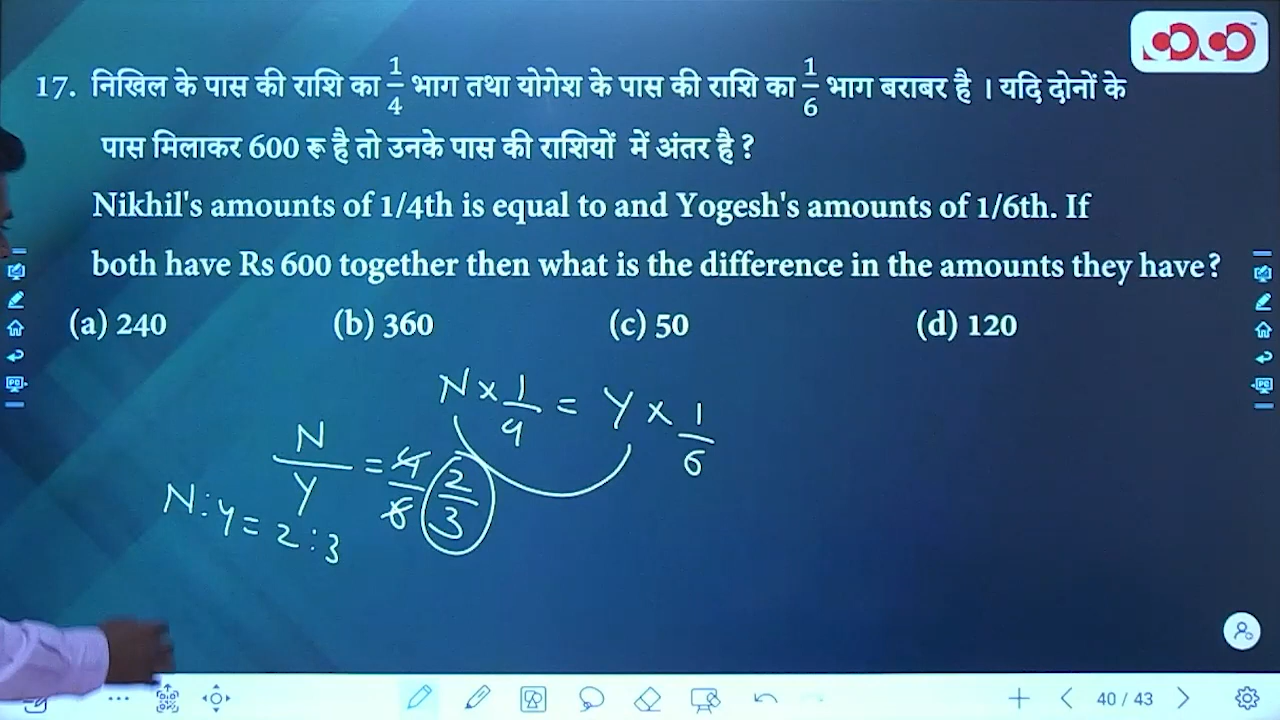 17. निखिल के पास की राशि का 1/4 भाग तथा योगेश के पास की राशि का 1/6 भाग बराबर है । यदि दोनों के
पास मिलाकर 600 रू है तो उनके पास की राशियों में अंतर है ?
Nikhil's amounts of 1/4th is equal to and Yogesh's amounts of 1/6th. If
both have Rs 600 together then what is the difference in the amounts they have?
(a) 240 (b) 360 (c) 50 (d) 120
N × 1/4 = Y × 1/6
N/Y = 4/6 2/3
N : Y = 2 : 3
40 / 43